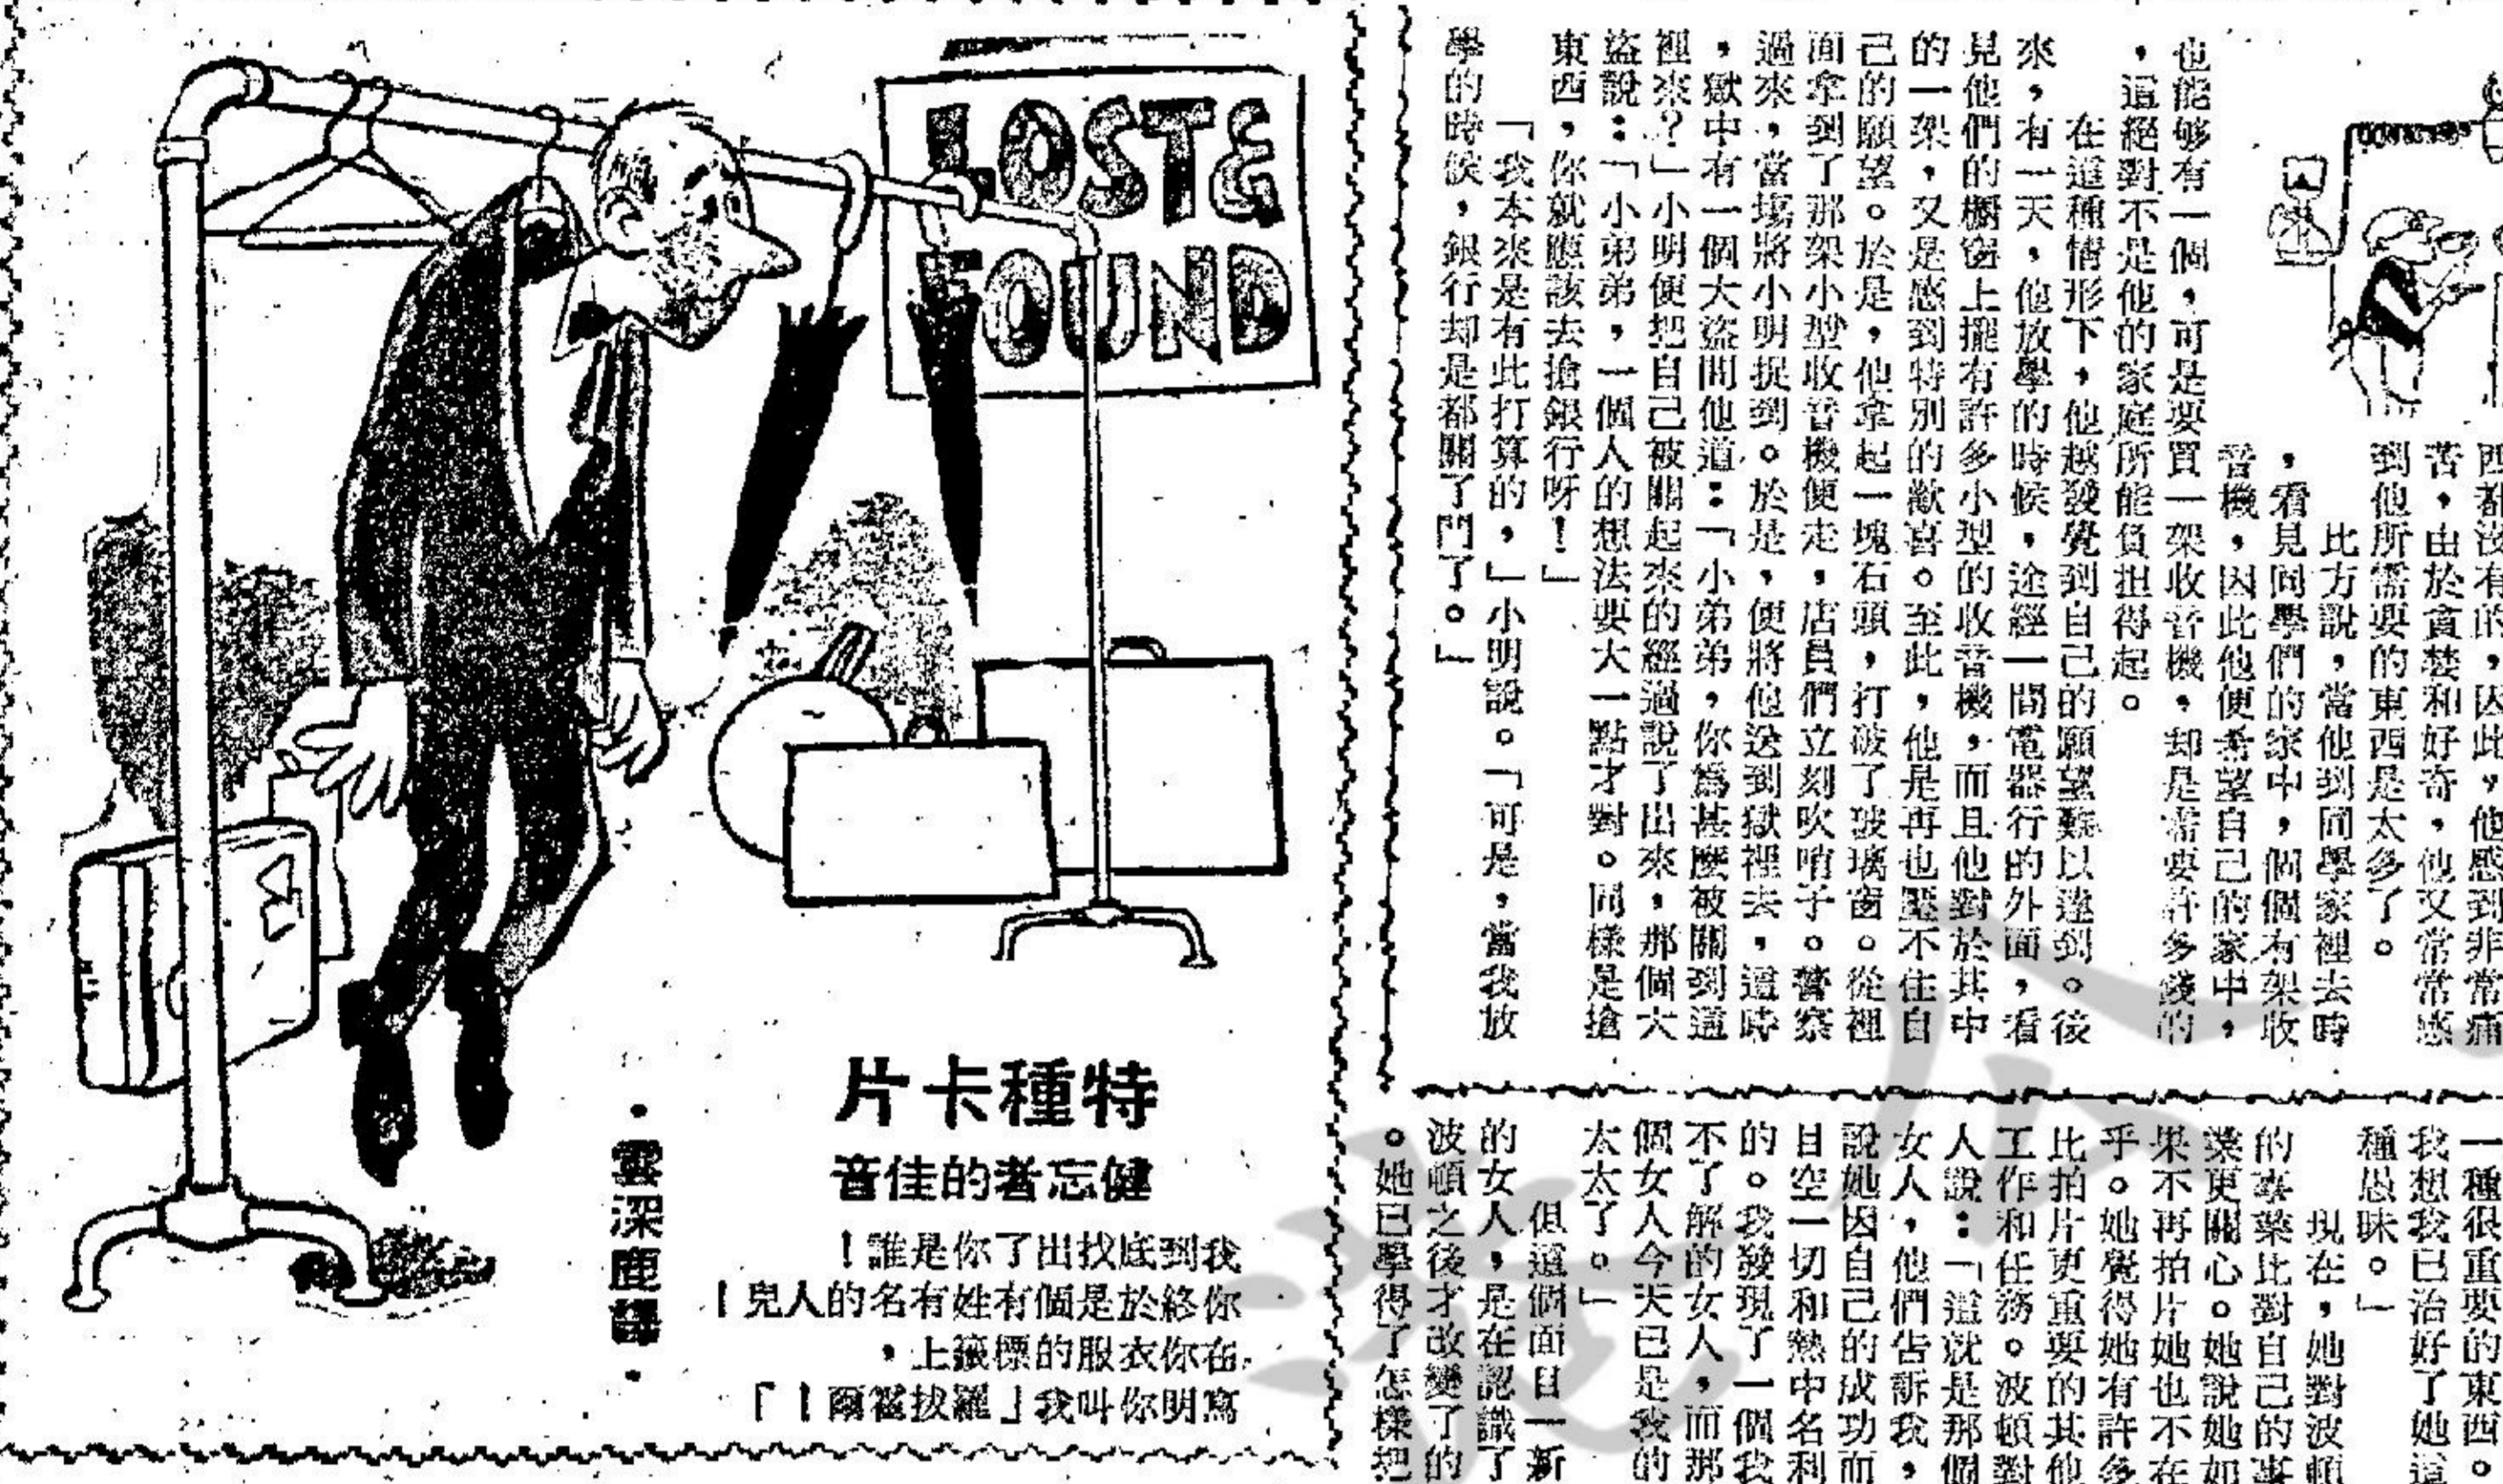 西都沒有的,因此,他感到非常痛
苦,由於貧楚和好奇,他又常常感
到他所需要的東西是太多了。
比方說,當他到同學家裡去時
,看見同學們的家中,個個有架收
音機,因此他便希望自己的家中,
也能够有一個,可是要買一架收音機,却是需要許多錢的
,這絕對不是他的家庭所能負担得起。
在這種情形下,他越發覺到自己的願望難以達到。後
來,有一天,他放學的時候,途經一間電器行的外面,看
見他們的櫥窗上擺有許多小型的收音機,而且他對於其中
的一架,又是感到特別的歡喜。至此,他是再也壓不住自
己的願望。於是,他拿起一塊石頭,打破了玻璃窗。從裡
面拿到了那架小型收音機便走,店員們立刻吹哨子。警察
過來,當場將小明捉到。於是,便將他送到獄裡去,這時
,獄中有一個大盜問他道:「小弟弟,你爲甚麼被關到這
裡來?」小明便把自己被關起來的經過說了出來,那個大
盜說:「小弟弟,一個人的想法要大一點才對。同樣是搶
東西,你就應該去搶銀行呀!」
「我本來是有此打算的,」小明說。「可是,當我放
學的時候,銀行却是都關了門了。」
LOST &
FOUND
特種卡片
健忘者的佳音
我到底找出了你是誰!
你終於是個有姓有名的人兒!
在你衣服的標籤上,
寫明你叫我「羅拔霍爾!」
·雲深鹿譯·
一種很重要的東西。
我想我已治好了她這
種愚昧。」
現在,她對波頓
的事業比對自己的事
業更關心。她說她如
果不再拍片她也不在
乎。她覺得她有許多
比拍片更重要的其他
工作和任務。波頓對
人說:「這就是那個
女人,他們告訴我,
說她因自己的成功而
目空一切和熱中名利
的。我發現了一個我
不了解的女人,而那
個女人今天已是我的
太太了。」
但這個面目一新
的女人,是在認識了
波頓之後才改變了的
。她已學得了怎樣把